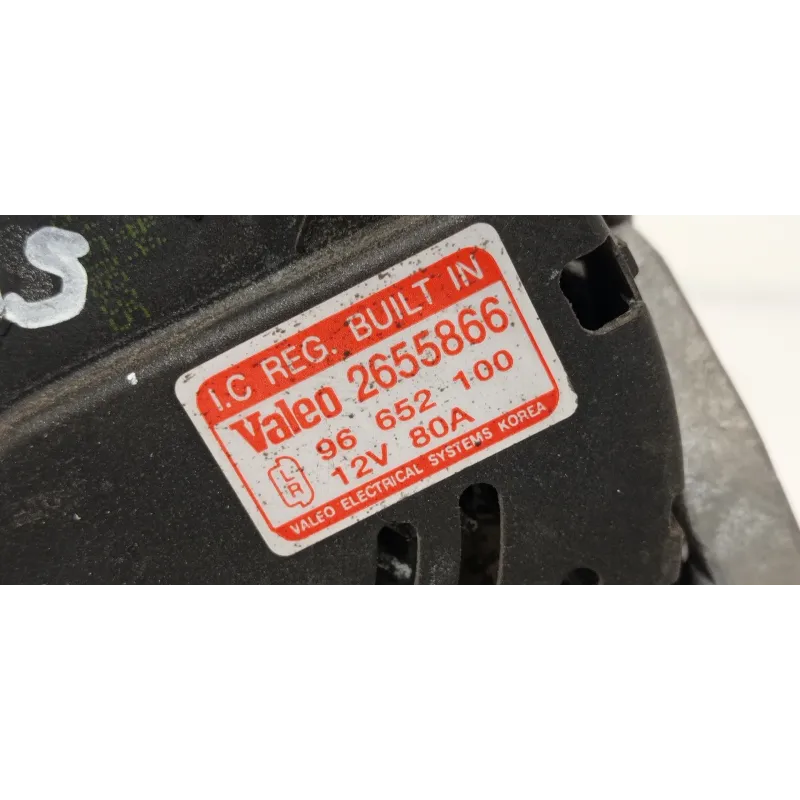 I.C REG. BUILT IN
Valeo 2655866
96 652 100
L R 12V 80A
VALEO ELECTRICAL SYSTEMS KOREA